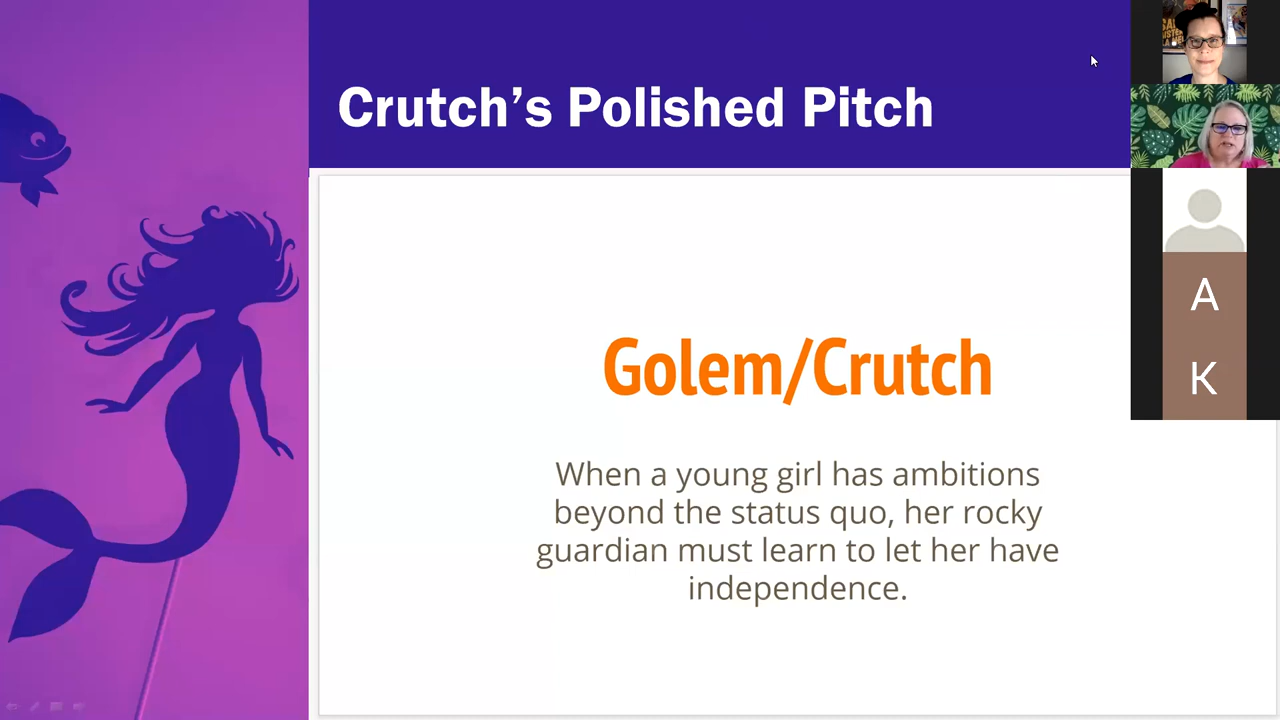 Crutch’s Polished Pitch
Golem/Crutch
When a young girl has ambitions
beyond the status quo, her rocky
guardian must learn to let her have
independence.
A
K